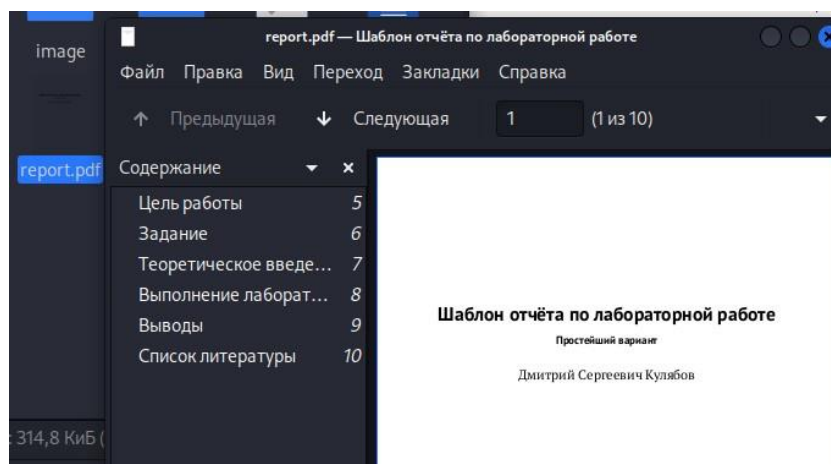 image
report.pdf
: 314,8 КиБ (
report.pdf — Шаблон отчёта по лабораторной работе
Файл Правка Вид Переход Закладки Справка
Предыдущая Следующая 1 (1 из 10)
Содержание
Цель работы 5
Задание 6
Теоретическое введе... 7
Выполнение лаборат... 8
Выводы 9
Список литературы 10
Шаблон отчёта по лабораторной работе
Простейший вариант
Дмитрий Сергеевич Кулябов